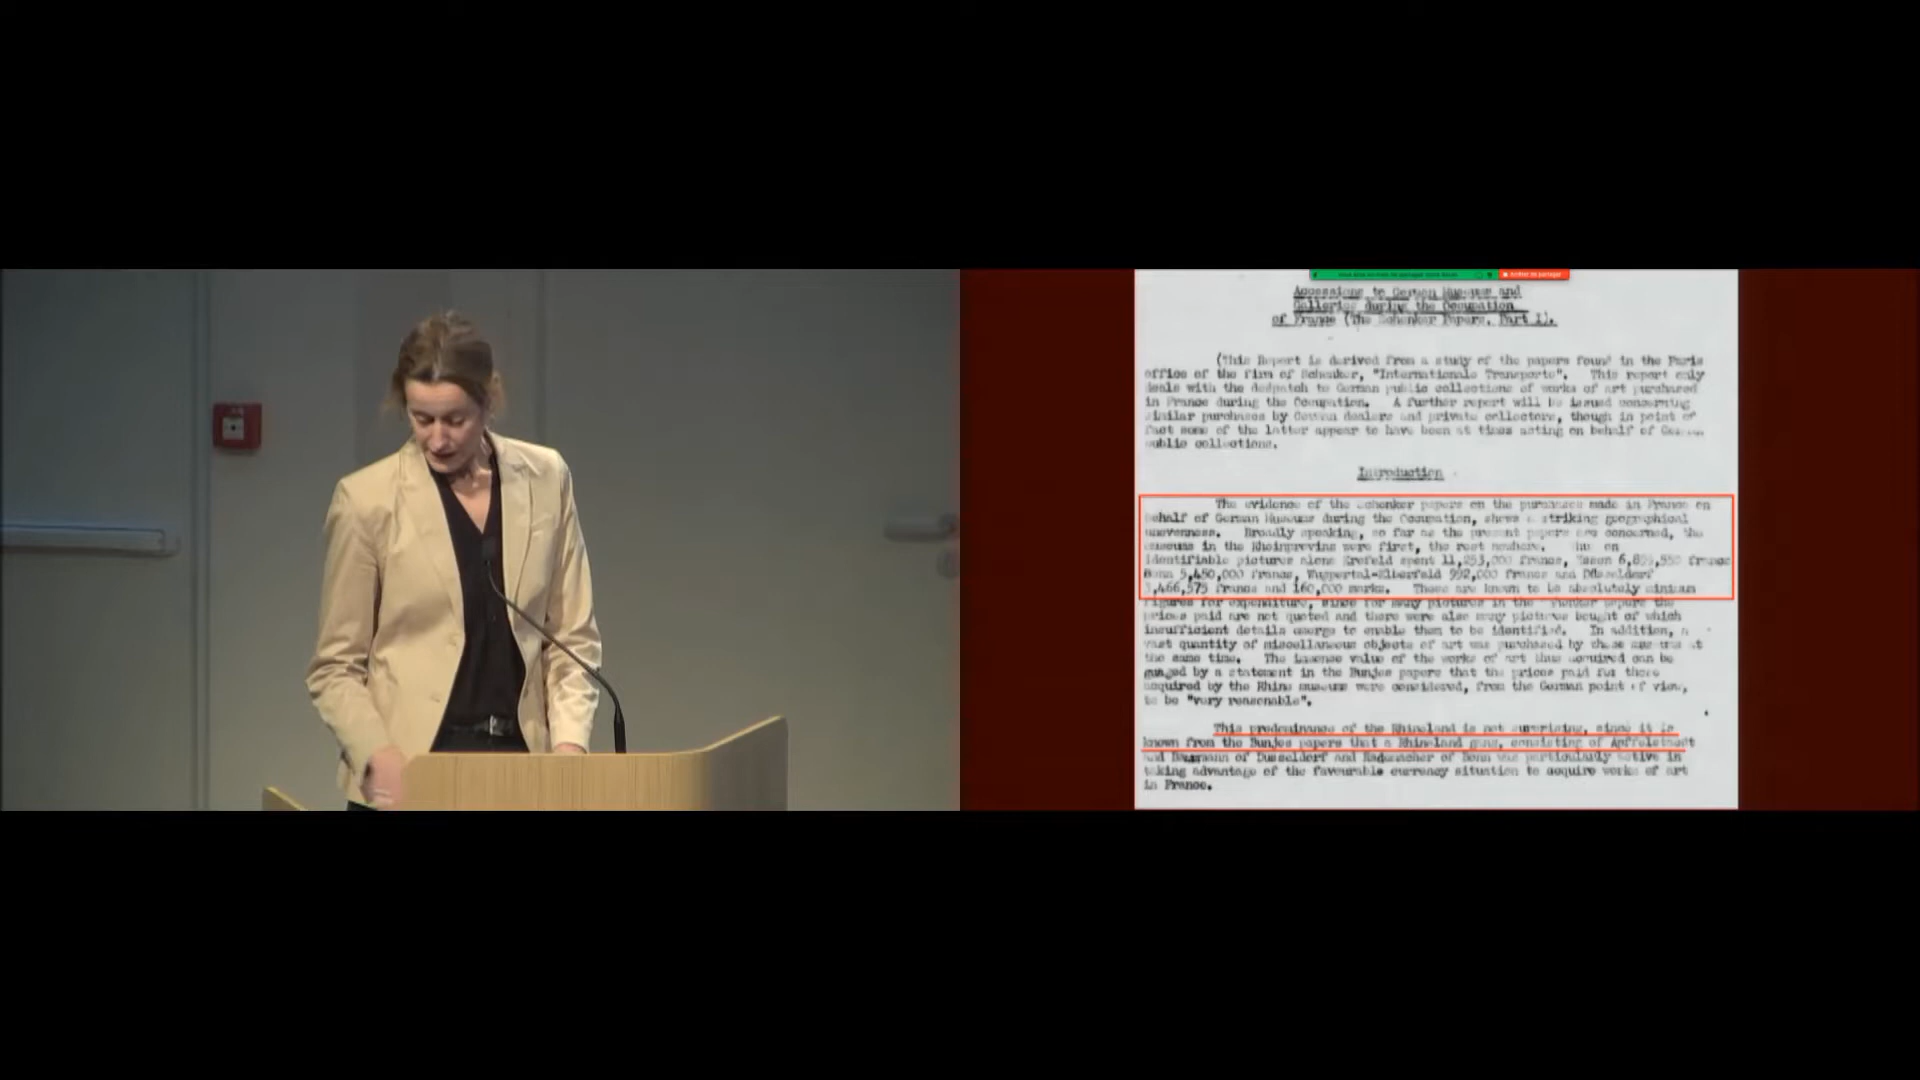 Arrêter le partage
Accessions to German Museums and
Galleries during the Occupation
of France (The Schenker Papers, Part I).
(This Report is derived from a study of the papers found in the Paris
office of the firm of Schenker, "Internationale Transporte". This report only
deals with the despatch to German public collections of works of art purchased
in France during the Occupation. A further report will be issued concerning
similar purchases by German dealers and private collectors, though in point of
fact some of the latter appear to have been at times acting on behalf of German
public collections.
Introduction
The evidence of the Schenker papers on the purchases made in France on
behalf of German Museums during the Occupation, shews a striking geographical
unevenness. Broadly speaking, so far as the present papers are concerned, the
museums in the Rheinprovinz were first, the rest nowhere. Thus on
identifiable pictures alone Krefeld spent 11,253,000 francs, Essen francs
Bonn 5,450,000 francs, Wuppertal-Elberfeld 992,000 francs and Düsseldorf
francs and 160,000 marks. These are known to be absolutely minimum
figures for expenditure, since for many pictures in the Schenker papers the
prices paid are not quoted and there were also many pictures bought of which
insufficient details emerge to enable them to be identified. In addition, a
vast quantity of miscellaneous objects of art was purchased by these museums at
the same time. The immense value of the works of art thus acquired can be
gauged by a statement in the Bunjes papers that the prices paid for those
acquired by the Rhine museums were considered, from the German point of view,
to be "very reasonable".
This predominance of the Rhineland is not surprising, since it is
known from the Bunjes papers that a Rhineland gang, consisting of Apffelstaedt
and Baumann of Dusseldorf and Rademacher of Bonn was particularly active in
taking advantage of the favourable currency situation to acquire works of art
in France.